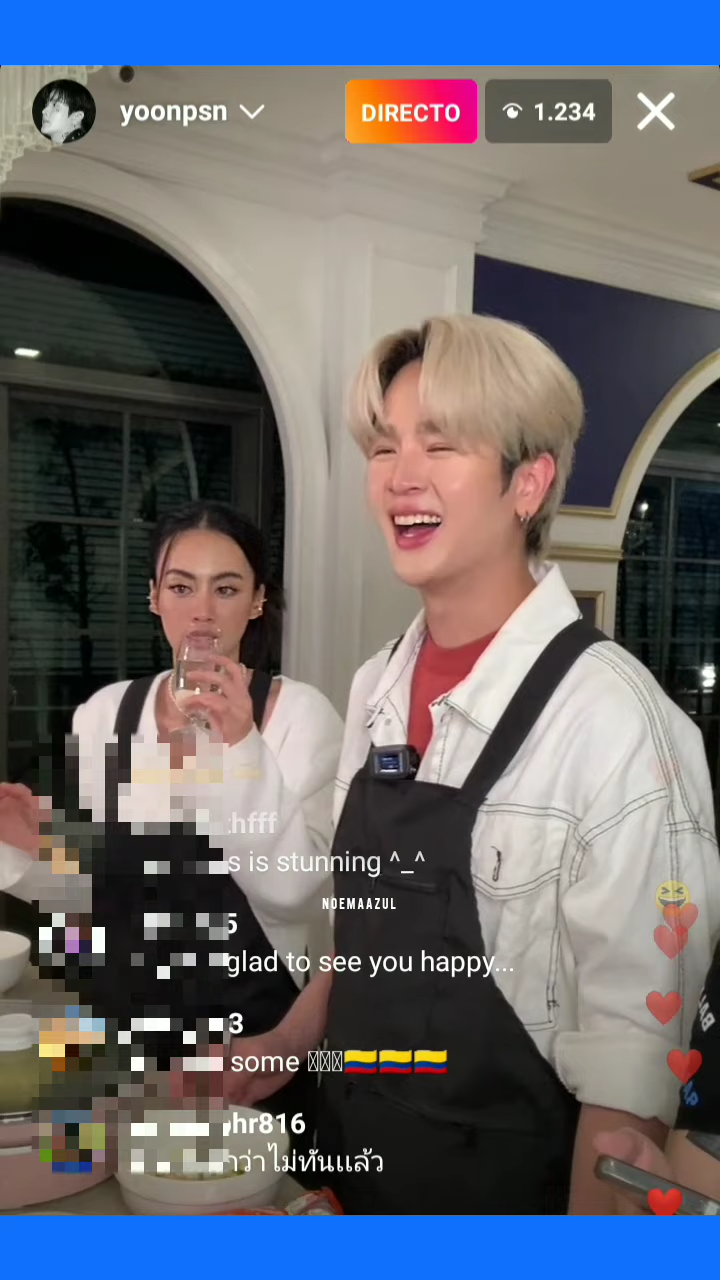 yoonpsn
DIRECTO
1.234
hfff
s is stunning ^_^
NOEMAAZUL
5
glad to see you happy...
3
some 🇨🇴🇨🇴🇨🇴
hr816
ว่าไม่ทันแล้ว